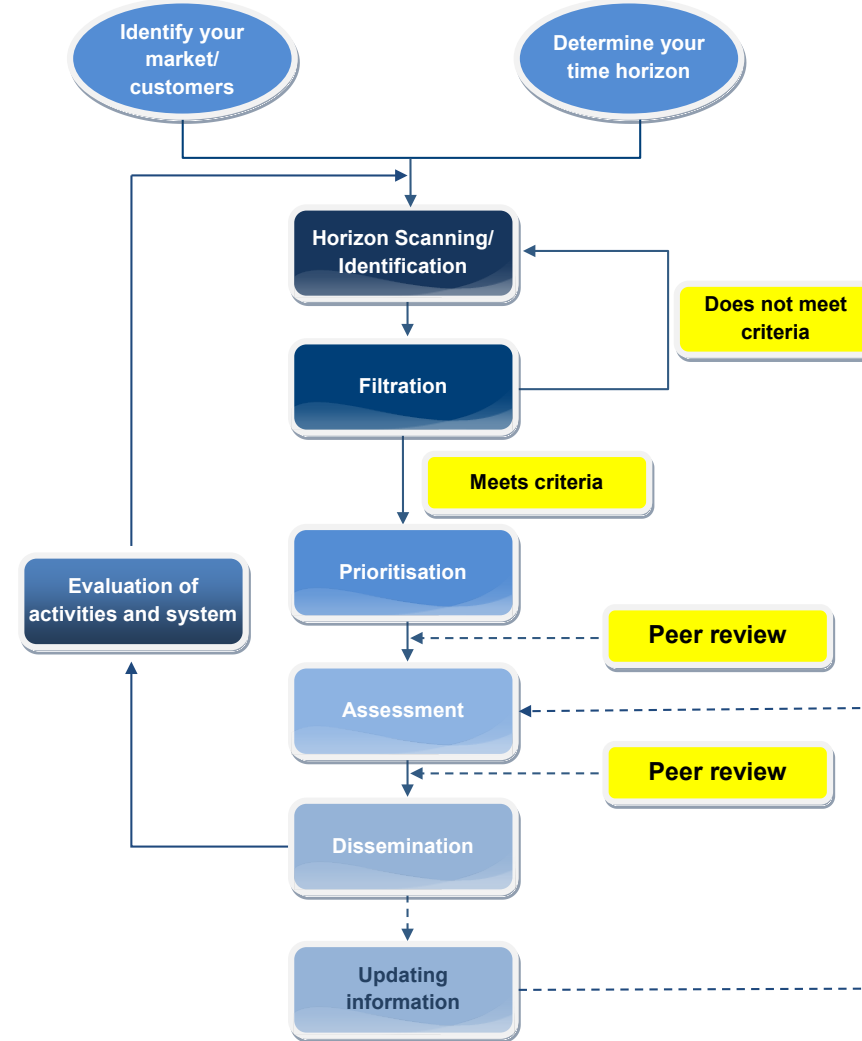 Identify your
market/
customers
Determine your
time horizon
Horizon Scanning/
Identification
Does not meet
criteria
Filtration
Meets criteria
Prioritisation
Evaluation of
activities and system
Peer review
Assessment
Peer review
Dissemination
Updating
information